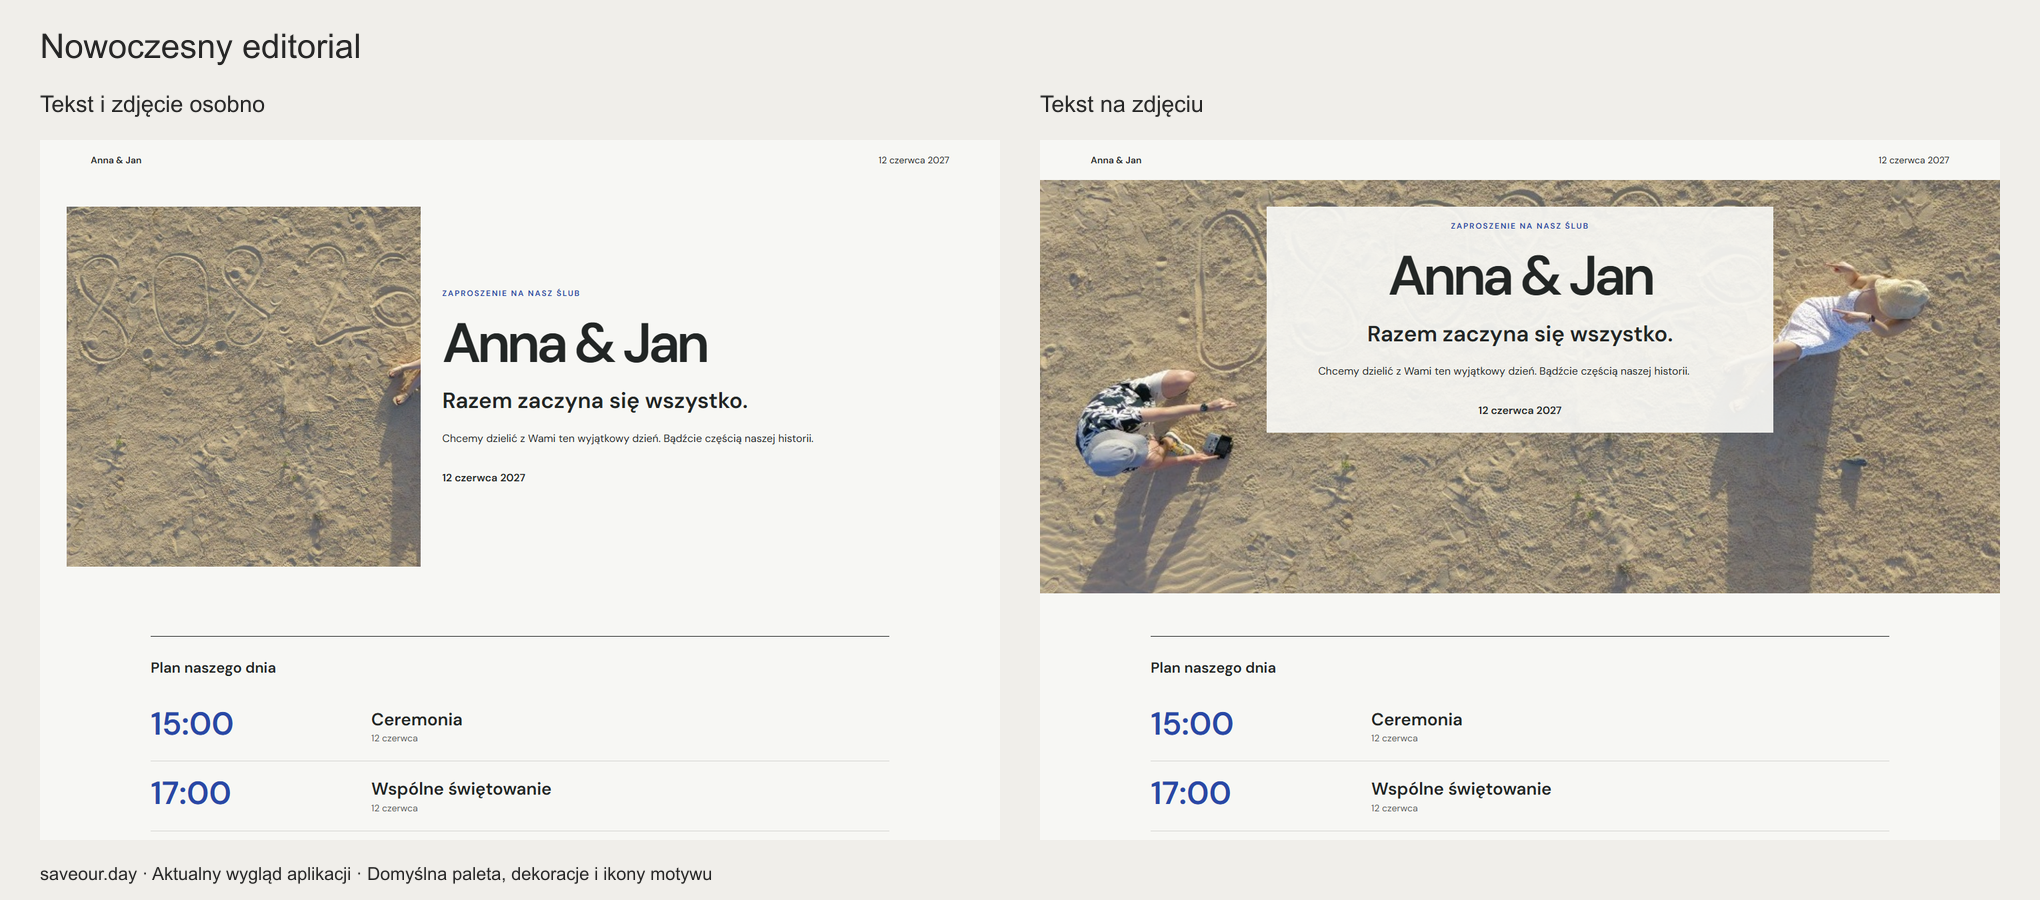 Nowoczesny editorial
Tekst i zdjęcie osobno
Anna & Jan
12 czerwca 2027
ZAPROSZENIE NA NASZ ŚLUB
Anna & Jan
Razem zaczyna się wszystko.
Chcemy dzielić z Wami ten wyjątkowy dzień. Bądźcie częścią naszej historii.
12 czerwca 2027
Plan naszego dnia
15:00
Ceremonia
12 czerwca
17:00
Wspólne świętowanie
12 czerwca
Tekst na zdjęciu
Anna & Jan
12 czerwca 2027
ZAPROSZENIE NA NASZ ŚLUB
Anna & Jan
Razem zaczyna się wszystko.
Chcemy dzielić z Wami ten wyjątkowy dzień. Bądźcie częścią naszej historii.
12 czerwca 2027
Plan naszego dnia
15:00
Ceremonia
12 czerwca
17:00
Wspólne świętowanie
12 czerwca
saveour.day · Aktualny wygląd aplikacji · Domyślna paleta, dekoracje i ikony motywu